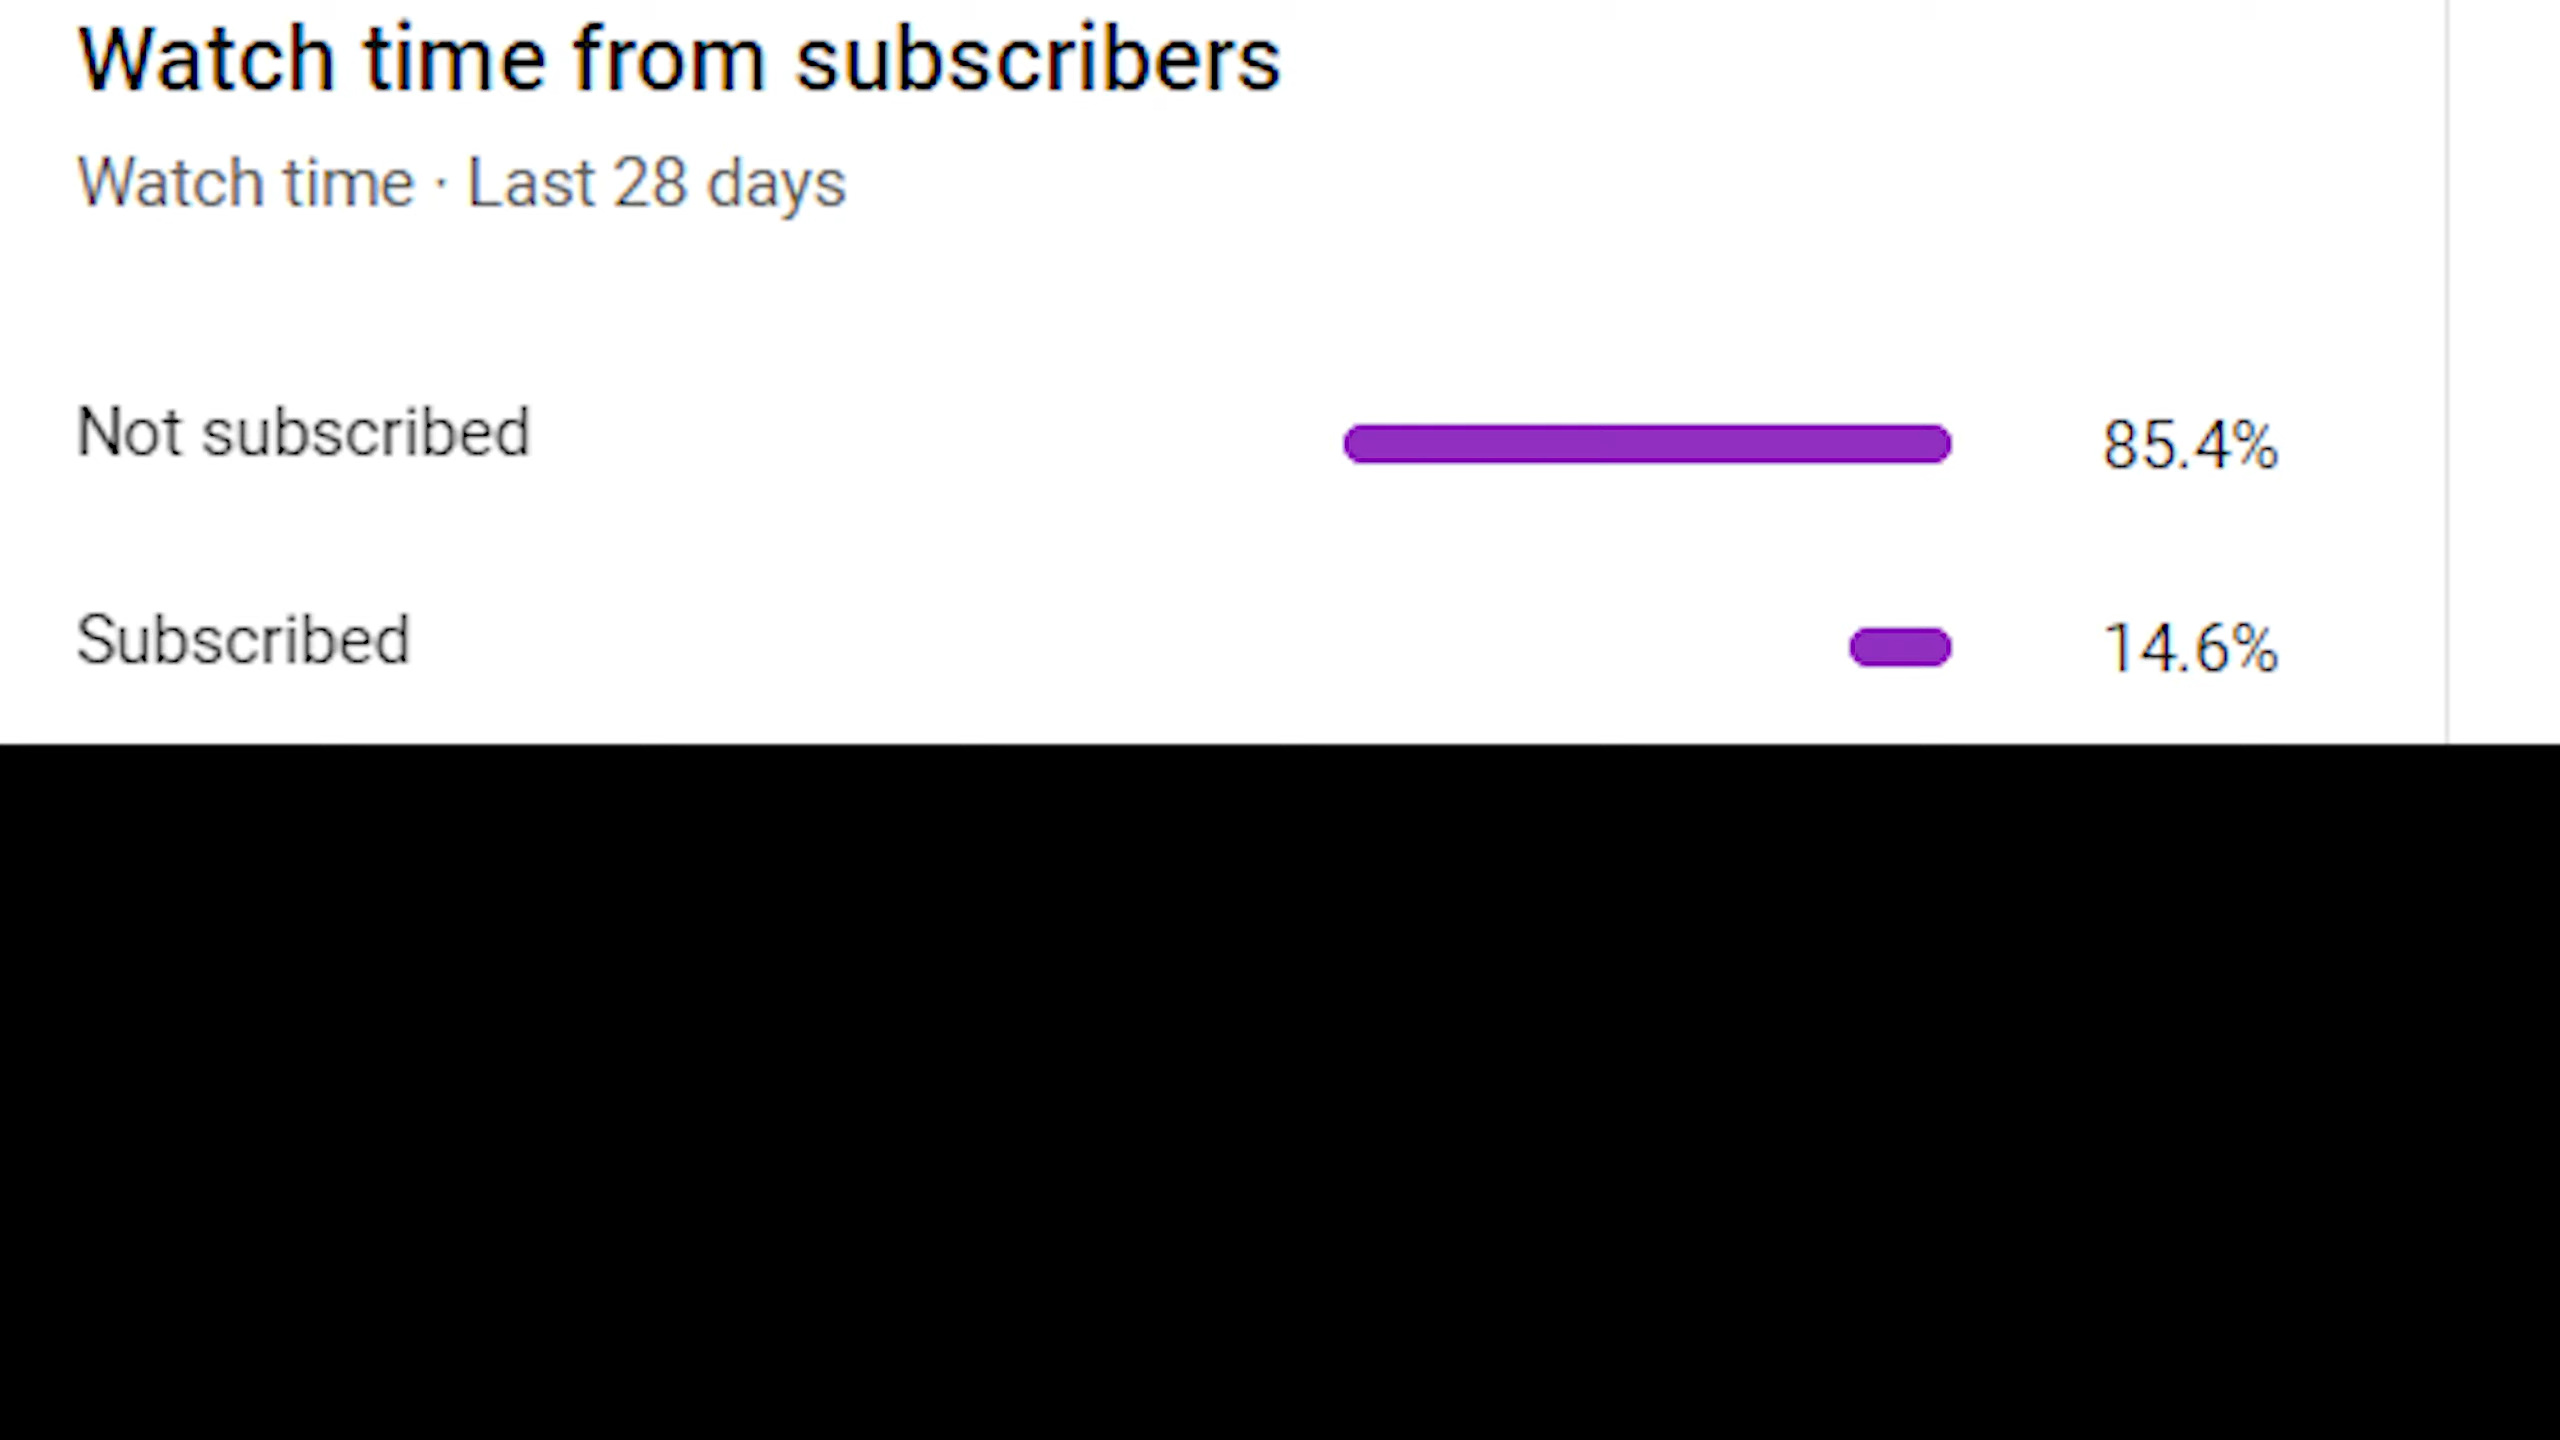 Watch time from subscribers
Watch time · Last 28 days
Not subscribed 85.4%
Subscribed 14.6%